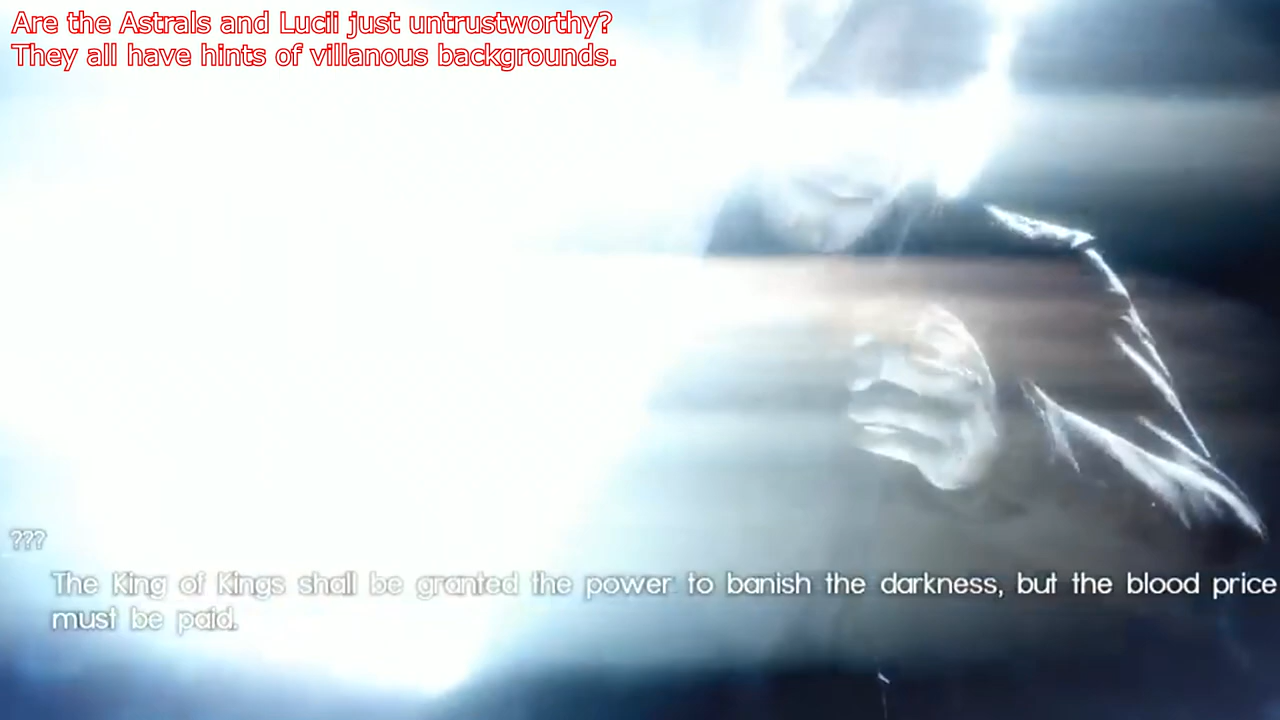 Are the Astrals and Lucii just untrustworthy?
They all have hints of villanous backgrounds.
???
The King of Kings shall be granted the power to banish the darkness, but the blood price
must be paid.